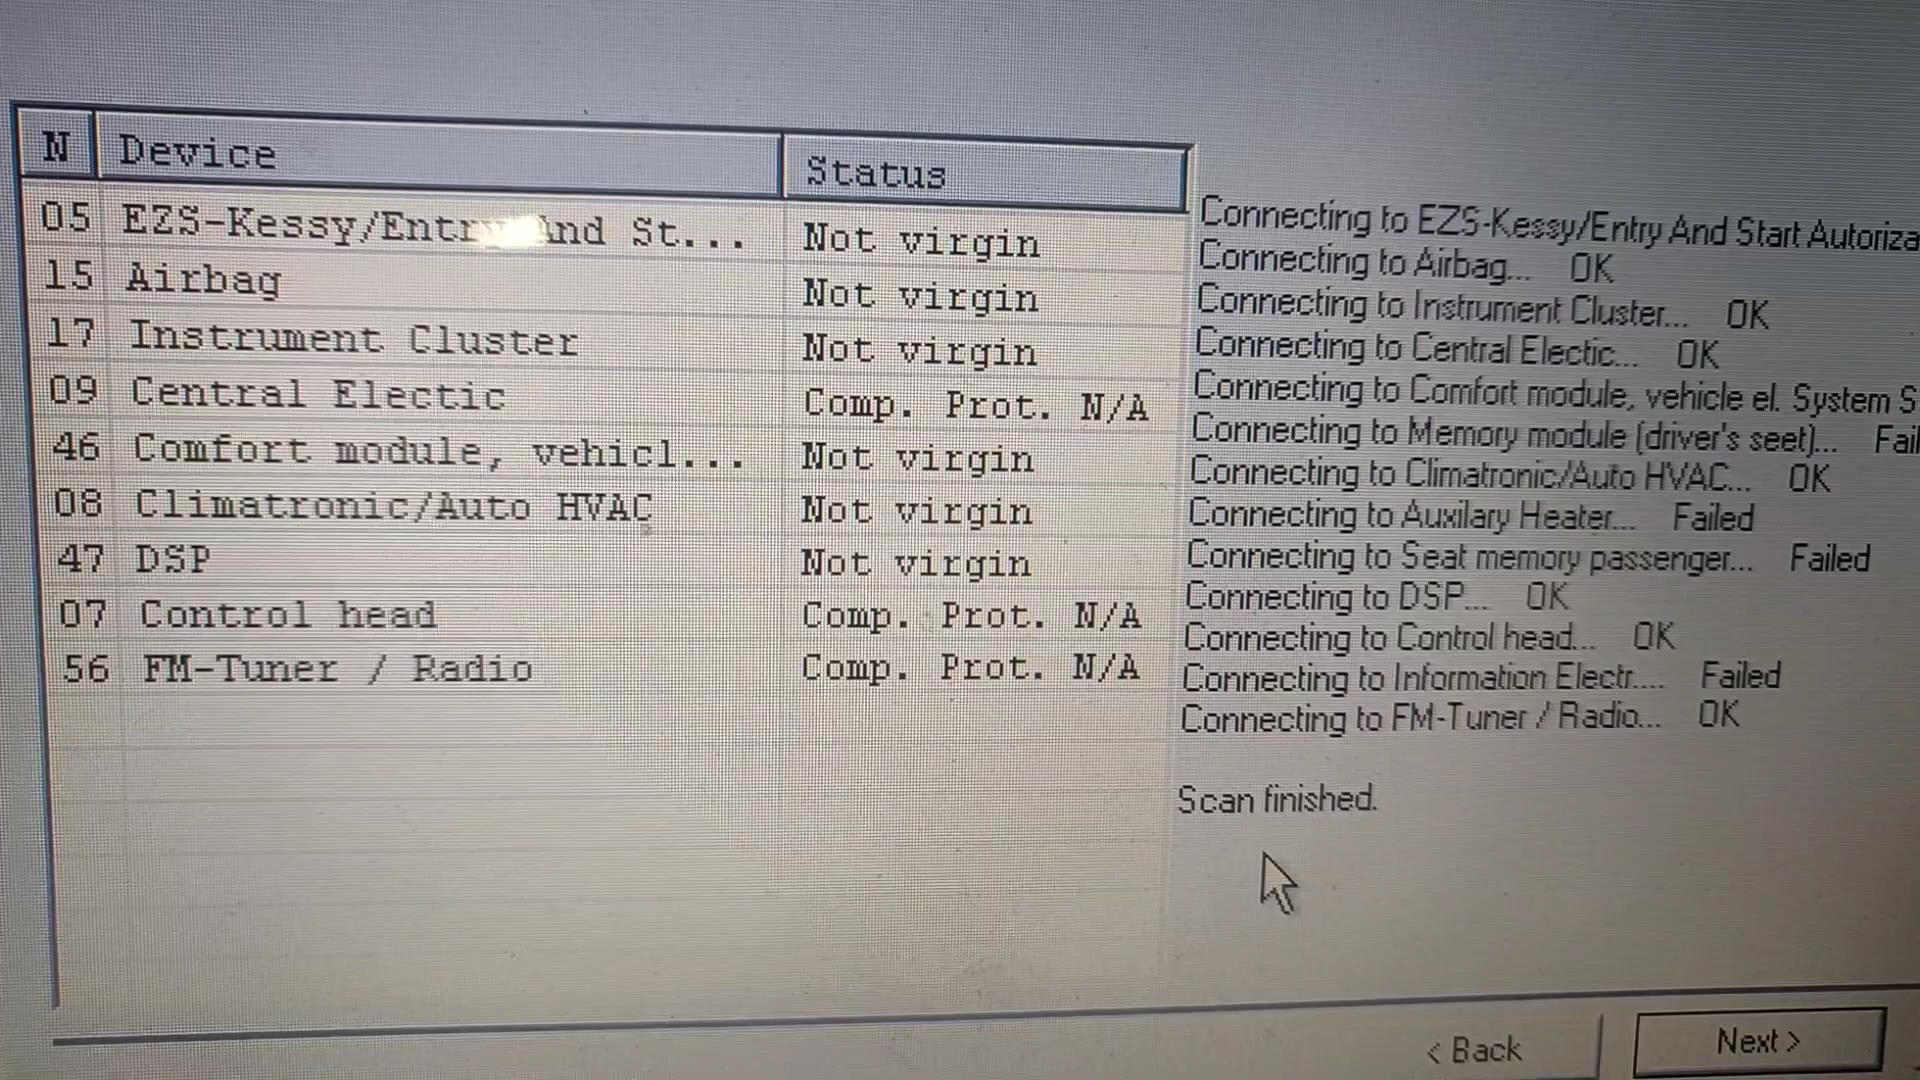 N Device Status
05 EZS-Kessy/Entry And St... Not virgin
15 Airbag Not virgin
17 Instrument Cluster Not virgin
09 Central Electic Comp. Prot. N/A
46 Comfort module, vehicl... Not virgin
08 Climatronic/Auto HVAC Not virgin
47 DSP Not virgin
07 Control head Comp. Prot. N/A
56 FM-Tuner / Radio Comp. Prot. N/A
Connecting to EZS-Kessy/Entry And Start Autoriza
Connecting to Airbag... OK
Connecting to Instrument Cluster... OK
Connecting to Central Electic... OK
Connecting to Comfort module, vehicle el. System S
Connecting to Memory module (driver's seet)... Fail
Connecting to Climatronic/Auto HVAC... OK
Connecting to Auxilary Heater... Failed
Connecting to Seat memory passenger... Failed
Connecting to DSP... OK
Connecting to Control head... OK
Connecting to Information Electr.... Failed
Connecting to FM-Tuner / Radio... OK
Scan finished.
< Back Next >